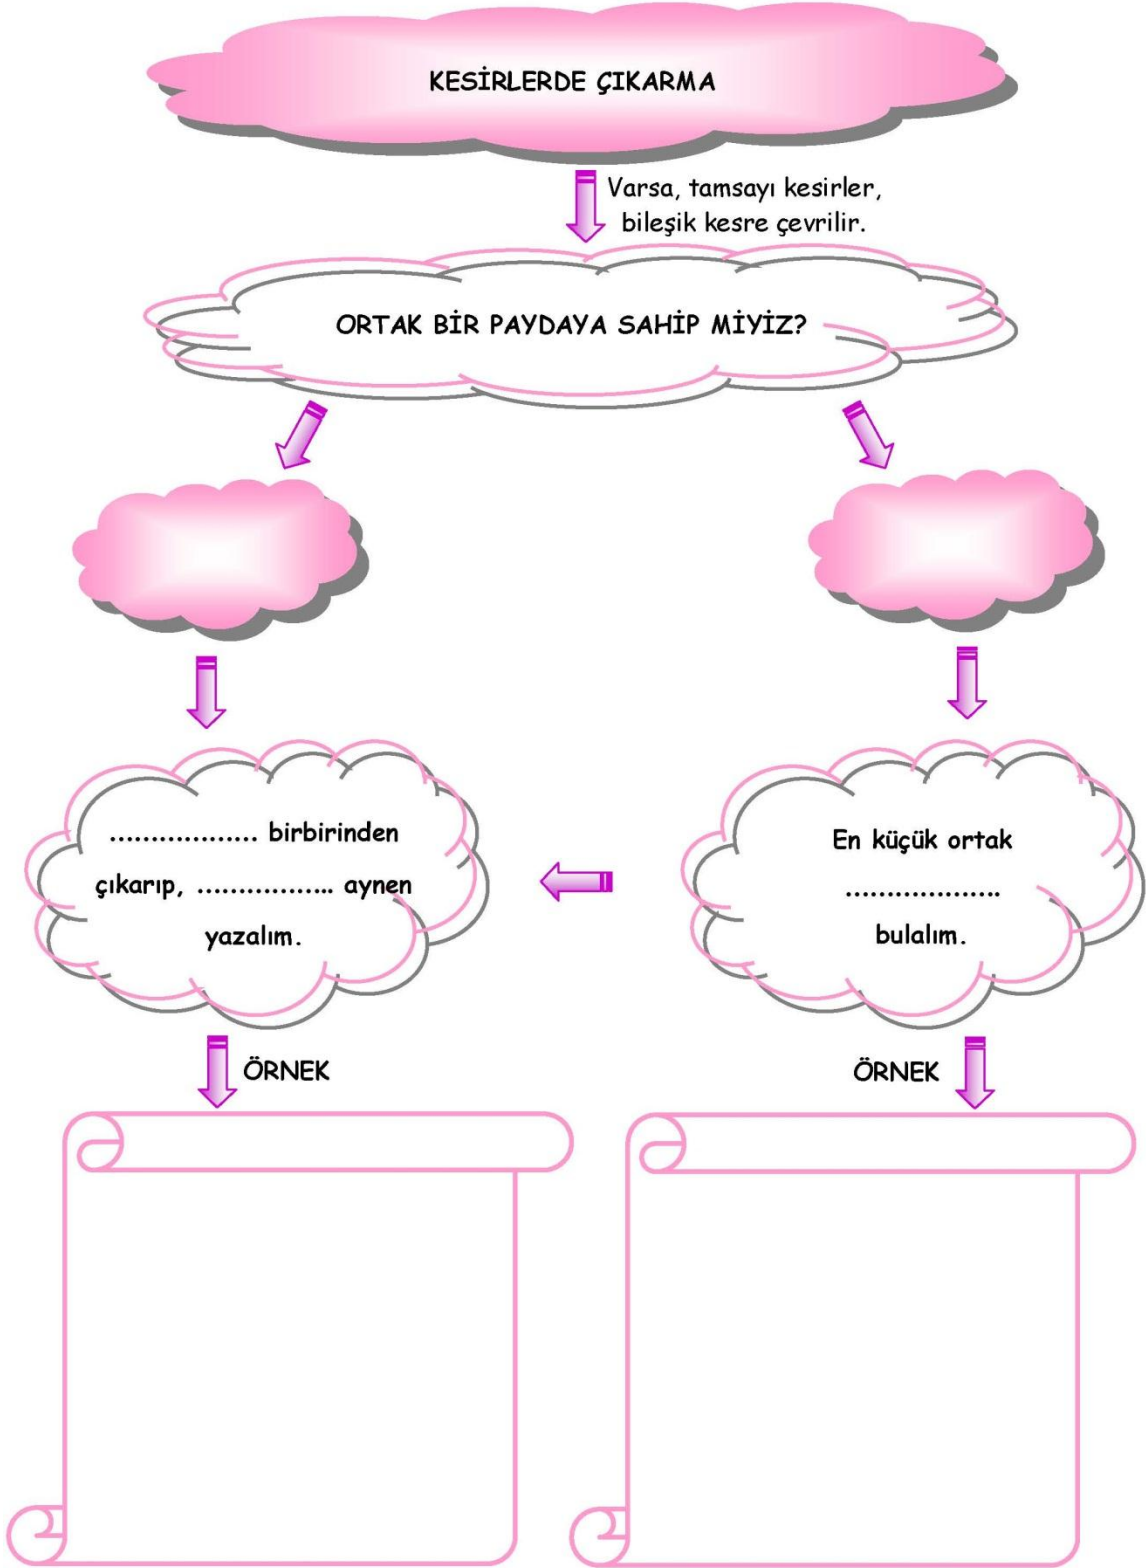 KESİRLERDE ÇIKARMA
Varsa, tamsayı kesirler,
bileşik kesre çevrilir.
ORTAK BİR PAYDAYA SAHİP MİYİZ?
.................. birbirinden
çıkarıp, ................. aynen
yazalım.
En küçük ortak
...................
bulalım.
ÖRNEK
ÖRNEK